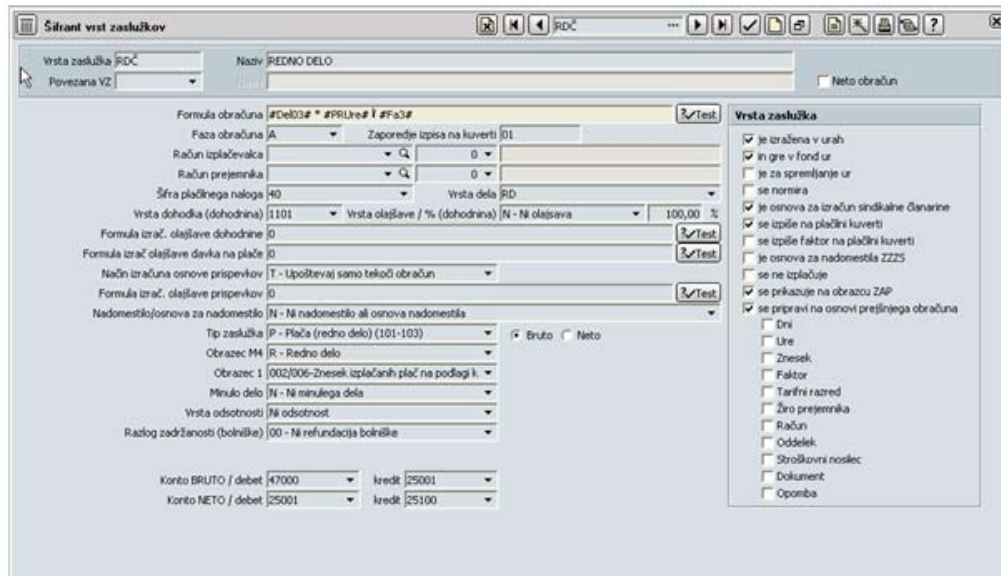 Šifrant vrst zaslužkov
RDČ ...
Vrsta zaslužka RDČ Naziv REDNO DELO
Povezana VZ Neto obračun
Formula obračuna #Del03# * #PRUre# * #Fa3# Test
Faza obračuna A Zaporedje izpisa na kuverti 01
Račun izplačevalca 0
Račun prejemnika 0
Šifra plačilnega naloga 40 Vrsta dela RD
Vrsta dohodka (dohodnina) 1101 Vrsta olajšave / % (dohodnina) N - Ni olajsava 100,00 %
Formula izrač. olajšave dohodnine 0 Test
Formula izrač olajšave davka na plače 0 Test
Način izračuna osnove prispevkov T - Upoštevaj samo tekoči obračun
Formula izrač. olajšave prispevkov 0 Test
Nadomestilo/osnova za nadomestilo N - Ni nadomestilo ali osnova nadomestila
Tip zaslužka P - Plača (redno delo) (101-103) Bruto Neto
Obrazec M4 R - Redno delo
Obrazec 1 002/006-Znesek izplačanih plač na podlagi k
Minulo delo N - Ni minulega dela
Vrsta odsotnosti Ni odsotnost
Razlog zadržanosti (bolniške) 00 - Ni refundacija bolniške
Konto BRUTO / debet 47000 kredit 25001
Konto NETO / debet 25001 kredit 25100
Vrsta zaslužka
je izražena v urah
in gre v fond ur
je za spremljanje ur
se normira
je osnova za izračun sindikalne članarine
se izpiše na plačilni kuverti
se izpiše faktor na plačilni kuverti
je osnova za nadomestila ZZZS
se ne izplačuje
se prikazuje na obrazcu ZAP
se pripravi na osnovi prejšnjega obračuna
Dni
Ure
Znesek
Faktor
Tarifni razred
Žiro prejemnika
Račun
Oddelek
Stroškovni nosilec
Dokument
Opomba